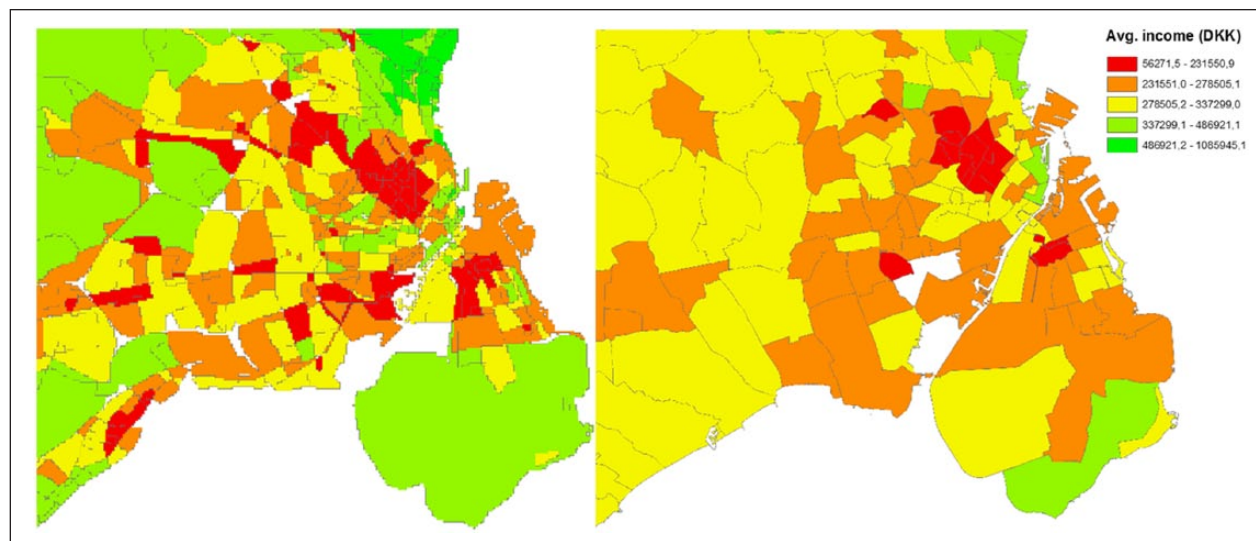 Avg. income (DKK)
56271,5 - 231550,9
231551,0 - 278505,1
278505,2 - 337299,0
337299,1 - 486921,1
486921,2 - 1085945,1